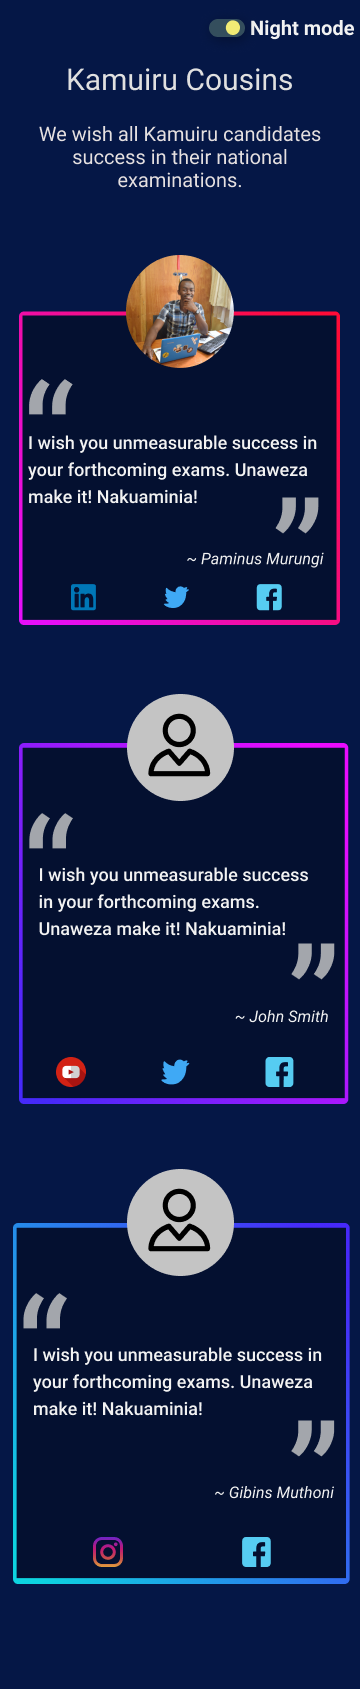 Night mode
Kamuiru Cousins
We wish all Kamuiru candidates
success in their national
examinations.
“
I wish you unmeasurable success in
your forthcoming exams. Unaweza
make it! Nakuaminia!
”
~ Paminus Murungi
in
“
I wish you unmeasurable success
in your forthcoming exams.
Unaweza make it! Nakuaminia!
”
~ John Smith
“
I wish you unmeasurable success in
your forthcoming exams. Unaweza
make it! Nakuaminia!
”
~ Gibins Muthoni